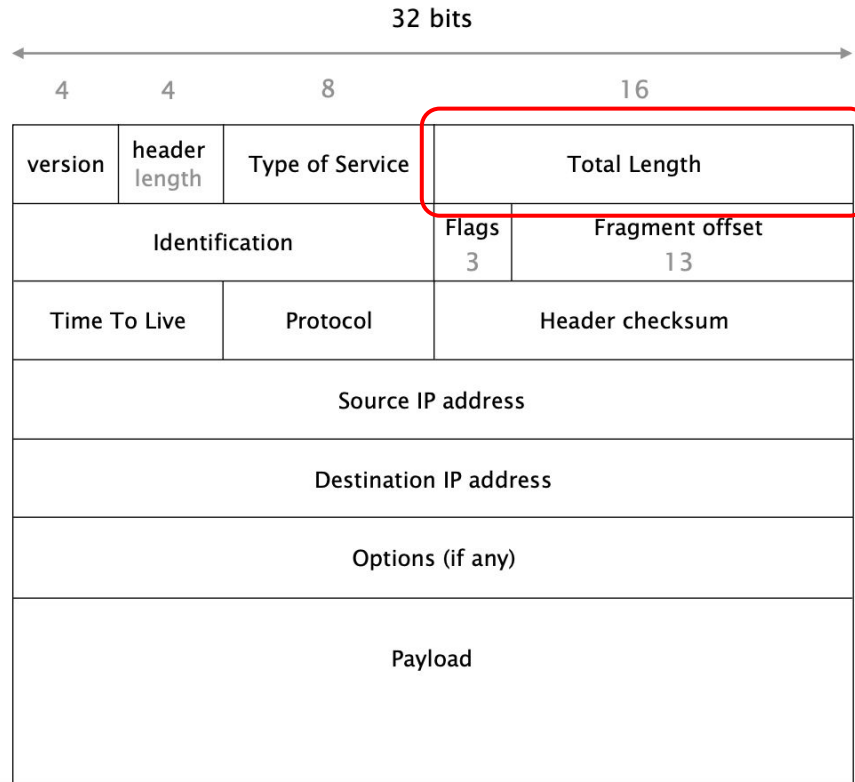 32 bits
4 4 8 16
version header length Type of Service Total Length
Identification Flags 3 Fragment offset 13
Time To Live Protocol Header checksum
Source IP address
Destination IP address
Options (if any)
Payload